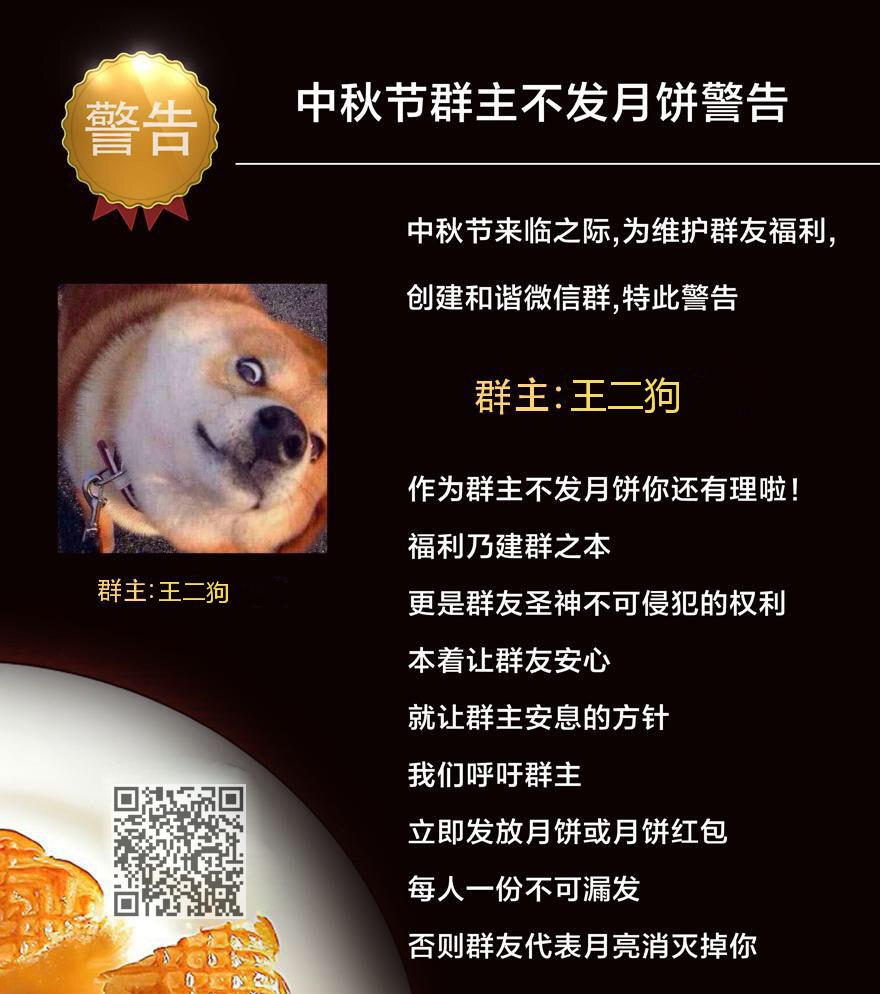 警告
中秋节群主不发月饼警告
中秋节来临之际,为维护群友福利,
创建和谐微信群,特此警告
群主:王二狗
群主:王二狗
作为群主不发月饼你还有理啦!
福利乃建群之本
更是群友圣神不可侵犯的权利
本着让群友安心
就让群主安息的方针
我们呼吁群主
立即发放月饼或月饼红包
每人一份不可漏发
否则群友代表月亮消灭掉你